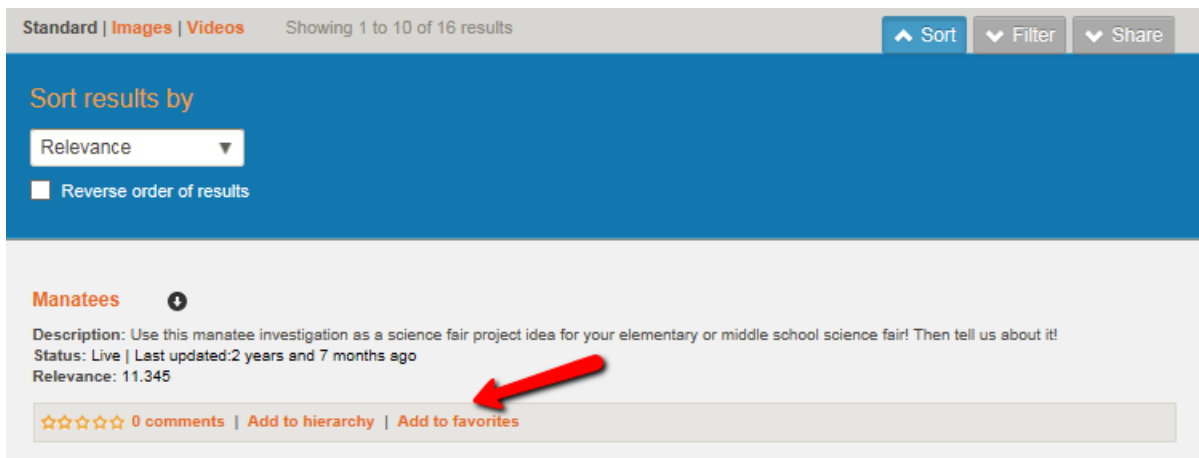 Standard | Images | Videos Showing 1 to 10 of 16 results Sort Filter Share
Sort results by
Relevance
Reverse order of results
Manatees
Description: Use this manatee investigation as a science fair project idea for your elementary or middle school science fair! Then tell us about it!
Status: Live | Last updated:2 years and 7 months ago
Relevance: 11.345
0 comments | Add to hierarchy | Add to favorites